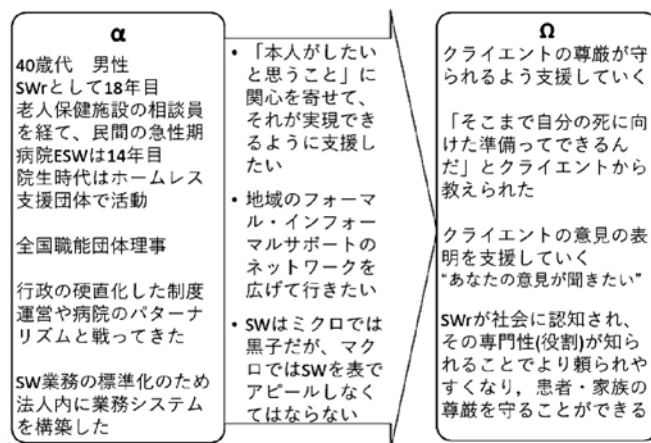 α
40歳代　男性
SWrとして18年目
老人保健施設の相談員
を経て、民間の急性期
病院ESWは14年目
院生時代はホームレス
支援団体で活動
全国職能団体理事
行政の硬直化した制度
運営や病院のパターナ
リズムと戦ってきた
SW業務の標準化のため
法人内に業務システム
を構築した
• 「本人がしたい
と思うこと」に
関心を寄せて、
それが実現でき
るように支援し
たい
• 地域のフォーマ
ル・インフォー
マルサポートの
ネットワークを
広げて行きたい
• SWはミクロでは
黒子だが、マク
ロではSWを表で
アピールしなく
てはならない
Ω
クライエントの尊厳が守
られるよう支援していく
「そこまで自分の死に向
けた準備ってできるん
だ」とクライエントから
教えられた
クライエントの意見の表
明を支援していく
“あなたの意見が聞きたい”
SWrが社会に認知され、
その専門性(役割)が知ら
れることでより頼られや
すくなり，患者・家族の
尊厳を守ることができる